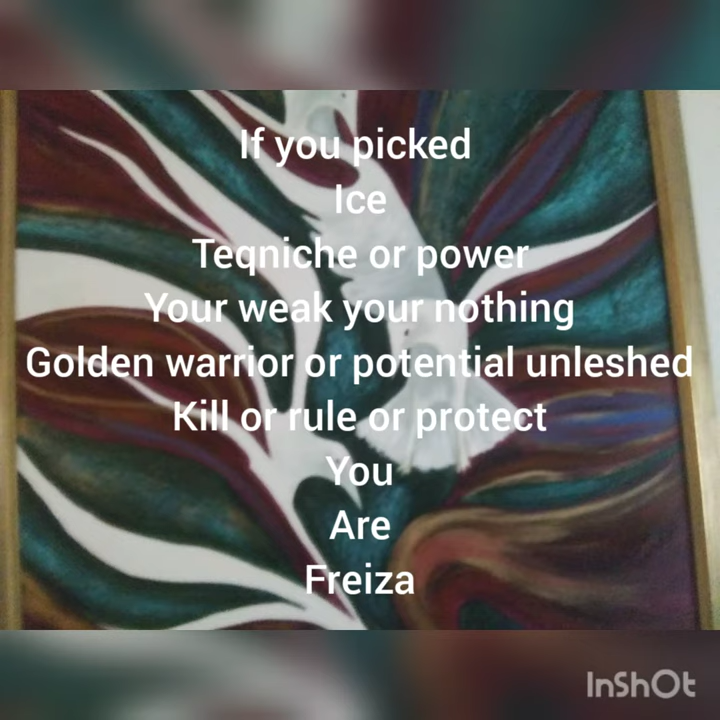 If you picked
Ice
Teqniche or power
Your weak your nothing
Golden warrior or potential unleshed
Kill or rule or protect
You
Are
Freiza
InShOt